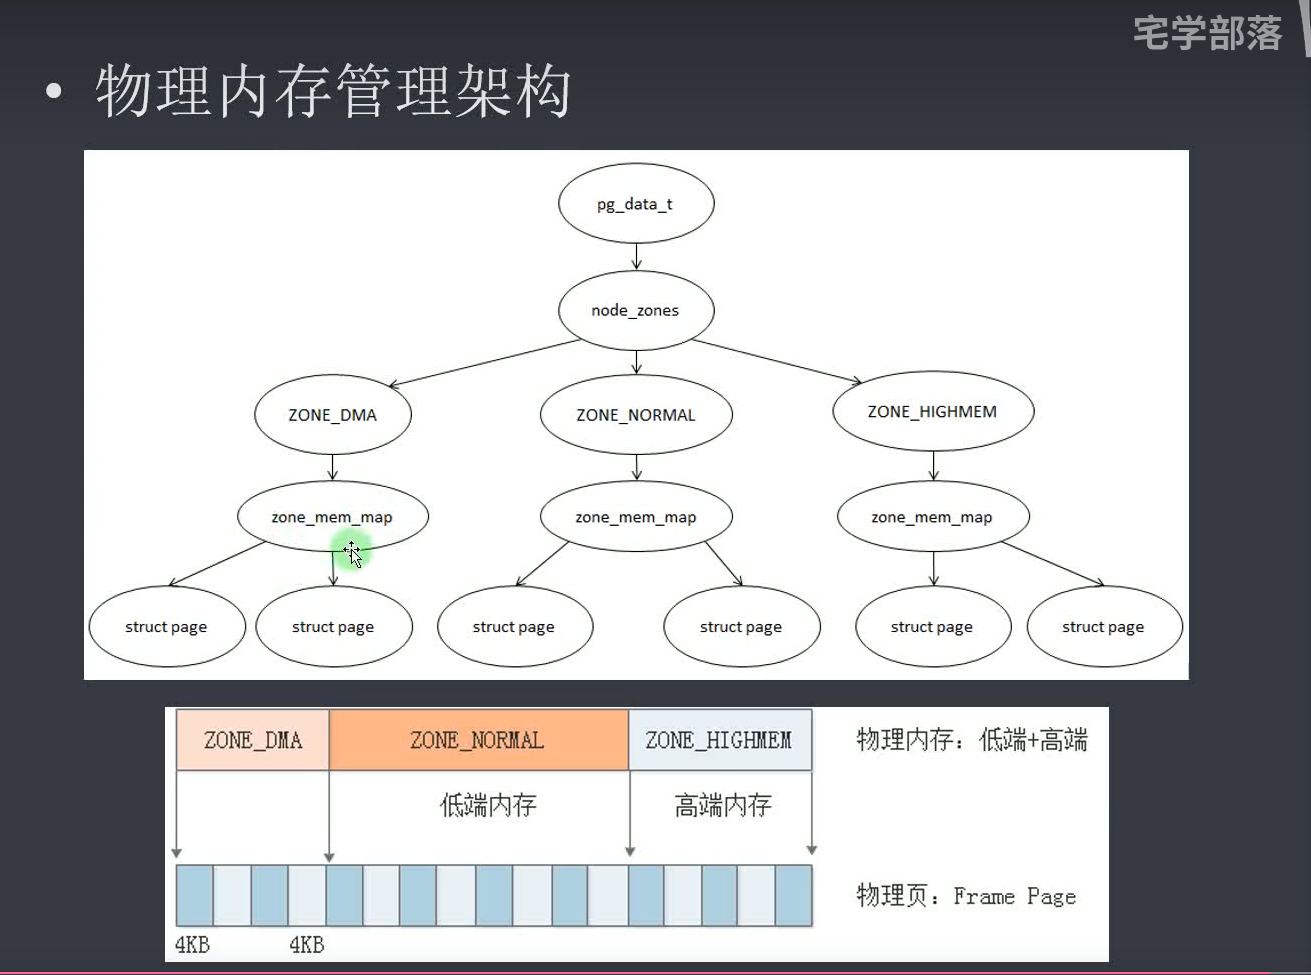 宅学部落
• 物理内存管理架构
pg_data_t
node_zones
ZONE_DMA ZONE_NORMAL ZONE_HIGHMEM
zone_mem_map zone_mem_map zone_mem_map
struct page struct page struct page struct page struct page struct page
ZONE_DMA ZONE_NORMAL ZONE_HIGHMEM 物理内存：低端+高端
低端内存 高端内存
物理页：Frame Page
4KB 4KB